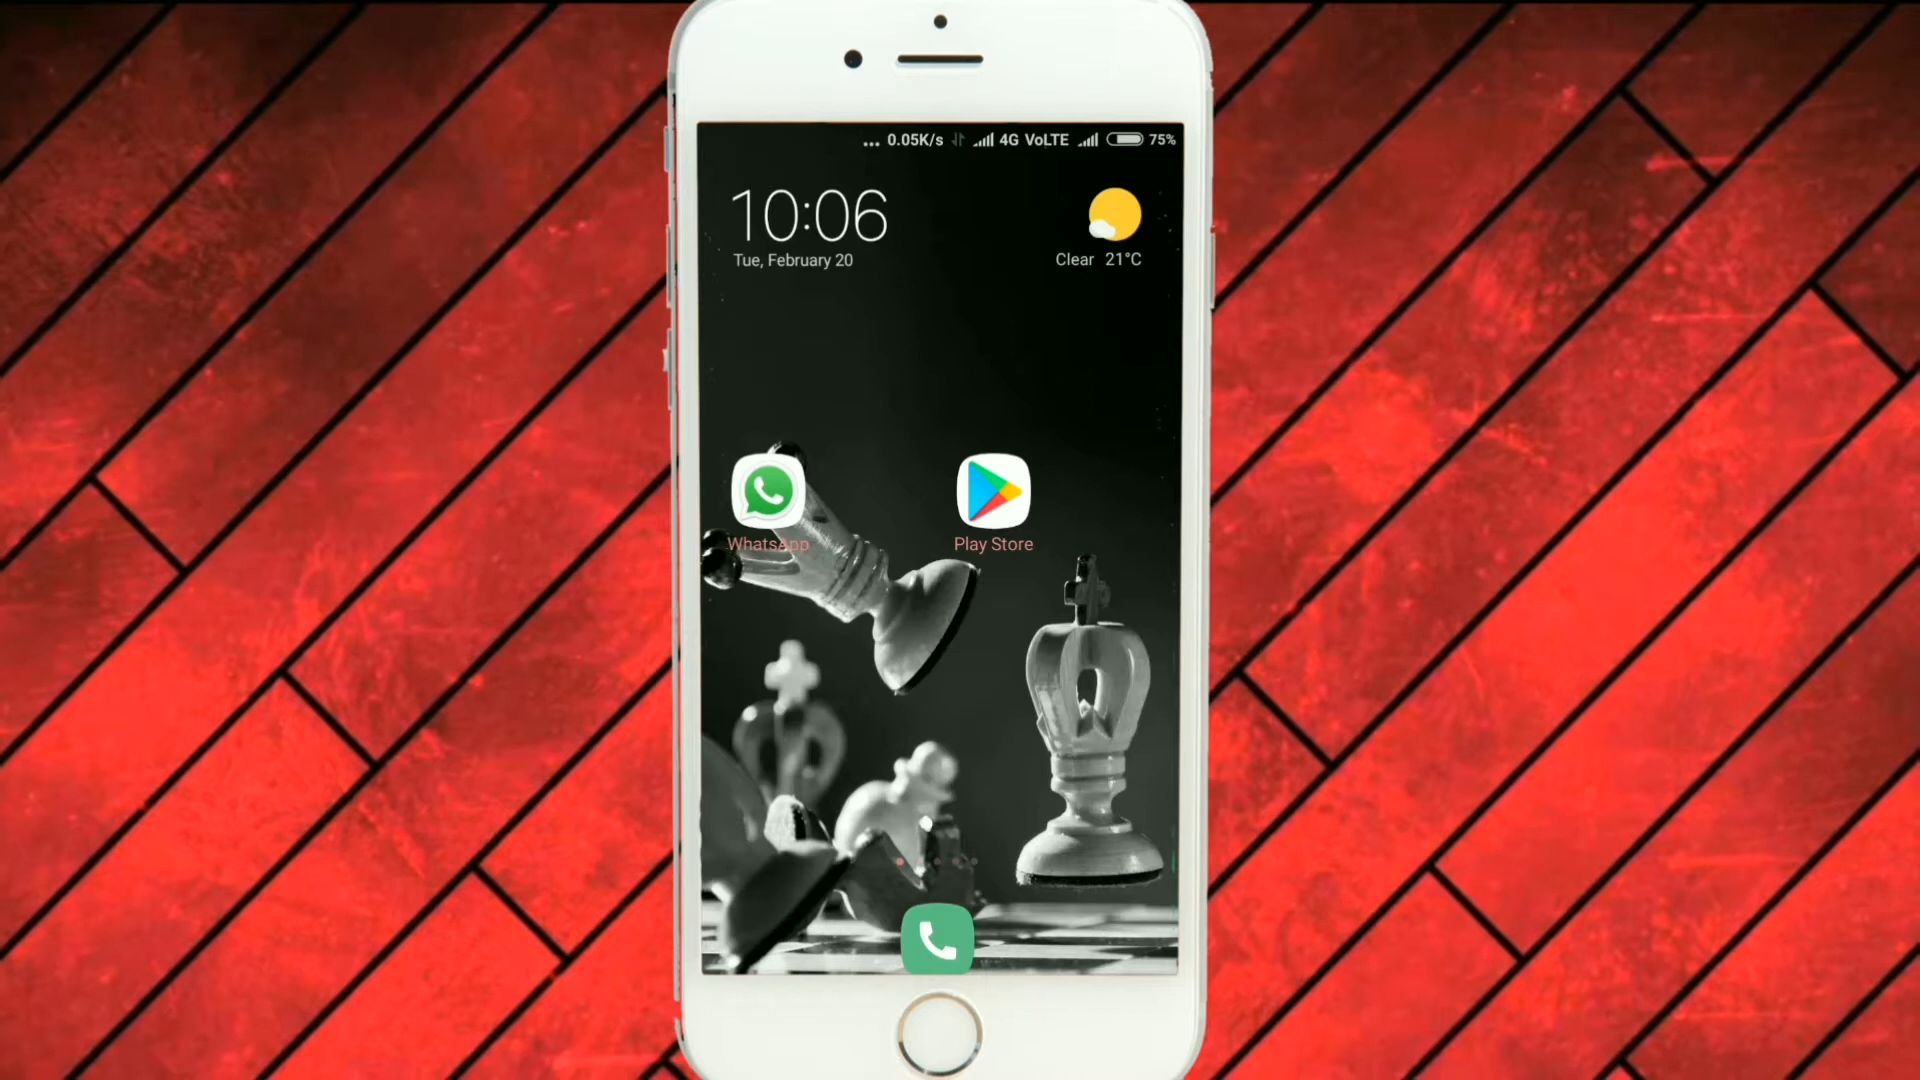 ... 0.05K/s 4G VoLTE 75%
10:06
Tue, February 20
Clear 21°C
WhatsApp
Play Store